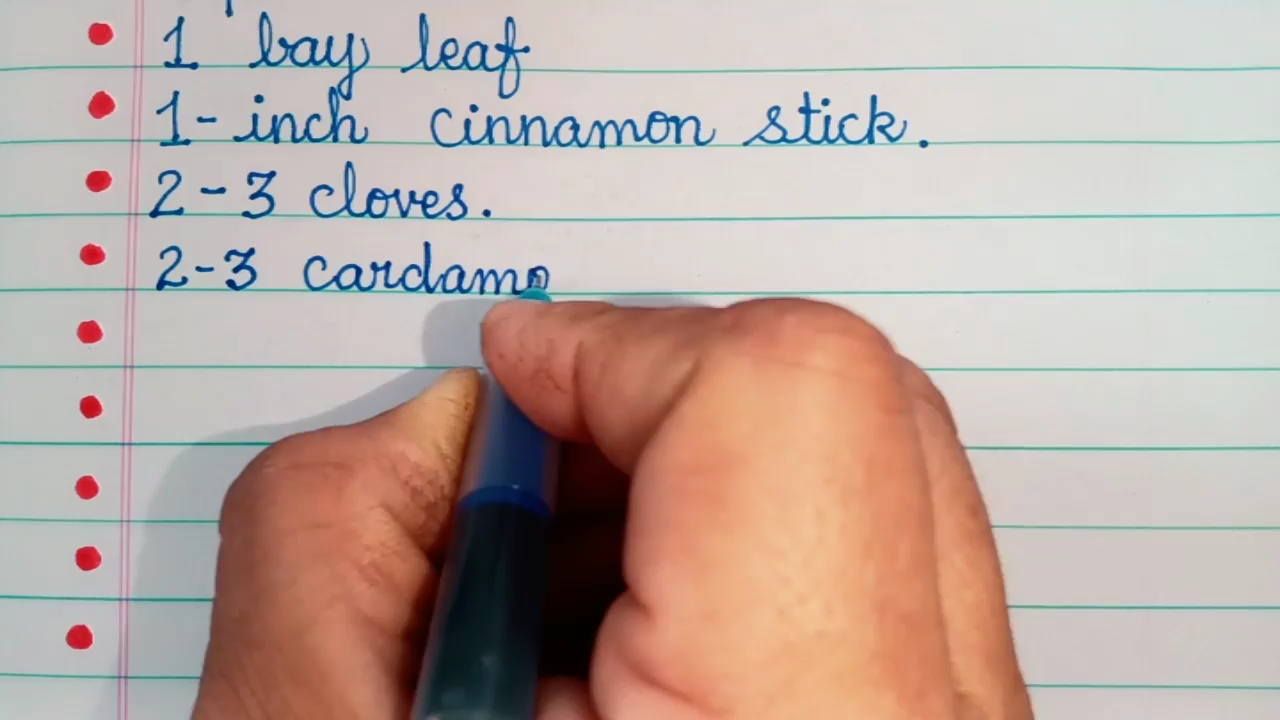 1 bay leaf
1-inch cinnamon stick.
2-3 cloves.
2-3 cardamo